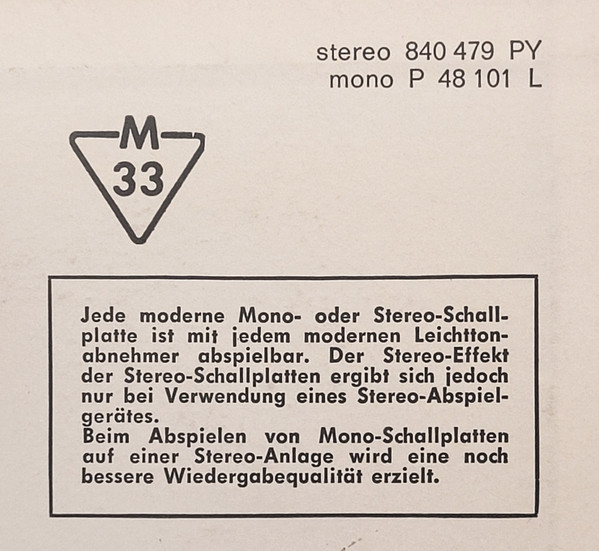 stereo 840 479 PY
mono P 48 101 L
M
33
Jede moderne Mono- oder Stereo-Schall-
platte ist mit jedem modernen Leichtton-
abnehmer abspielbar. Der Stereo-Effekt
der Stereo-Schallplatten ergibt sich jedoch
nur bei Verwendung eines Stereo-Abspiel-
gerätes.
Beim Abspielen von Mono-Schallplatten
auf einer Stereo-Anlage wird eine noch
bessere Wiedergabequalität erzielt.